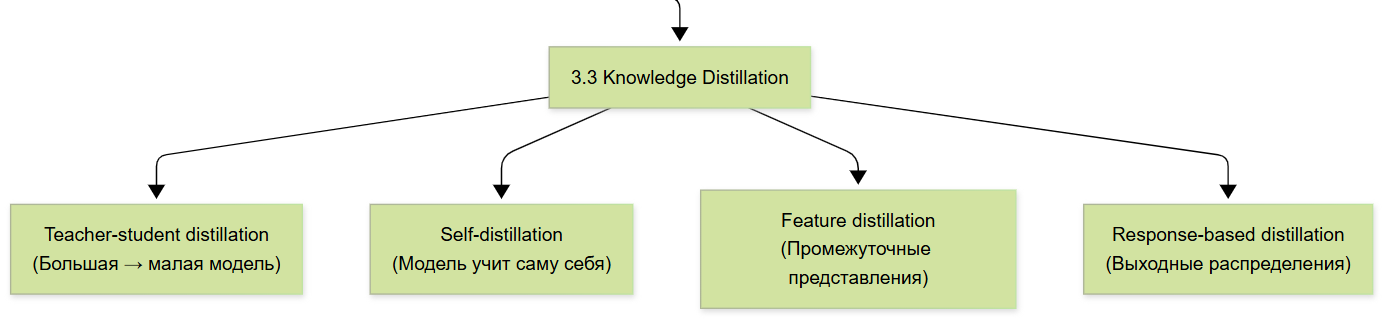 3.3 Knowledge Distillation
Teacher-student distillation
(Большая → малая модель)
Self-distillation
(Модель учит саму себя)
Feature distillation
(Промежуточные
представления)
Response-based distillation
(Выходные распределения)